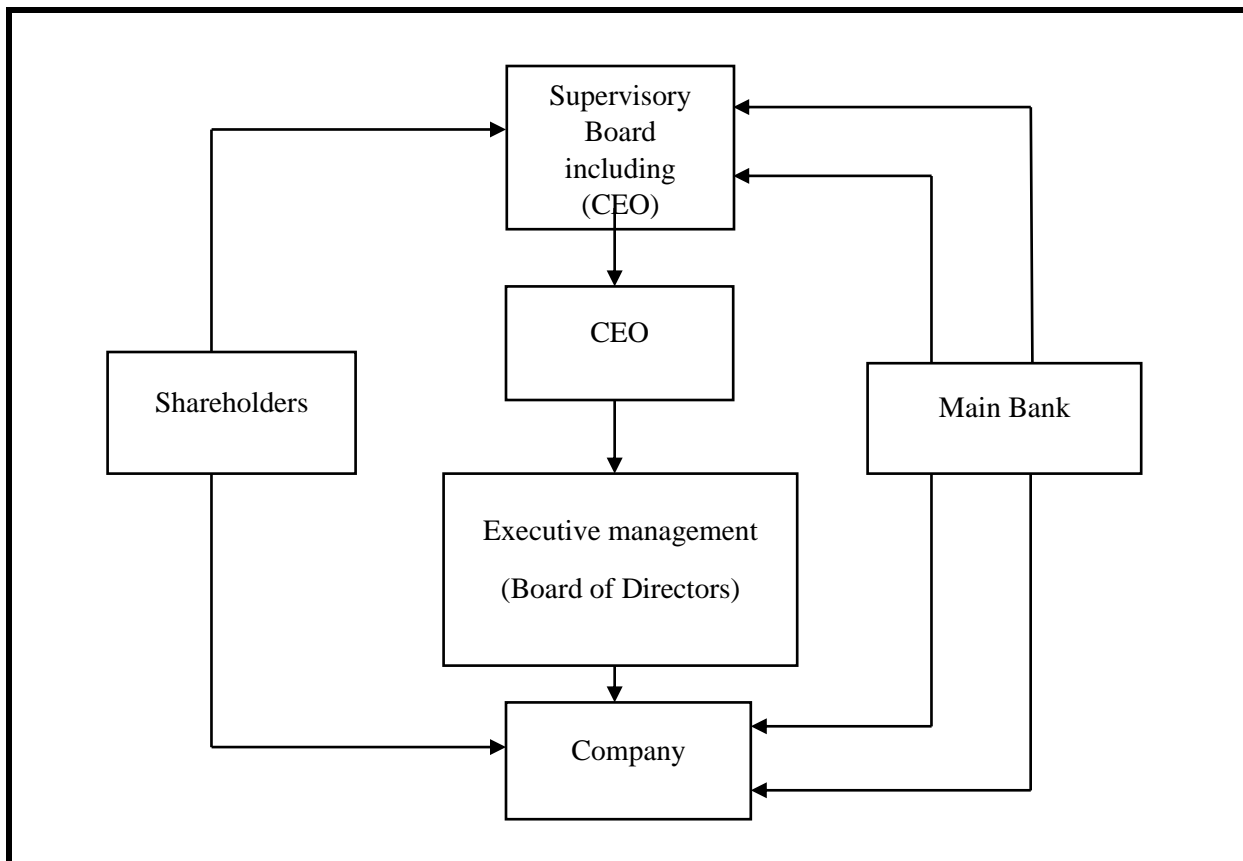 Supervisory
Board
including
(CEO)
CEO
Shareholders
Main Bank
Executive management
(Board of Directors)
Company